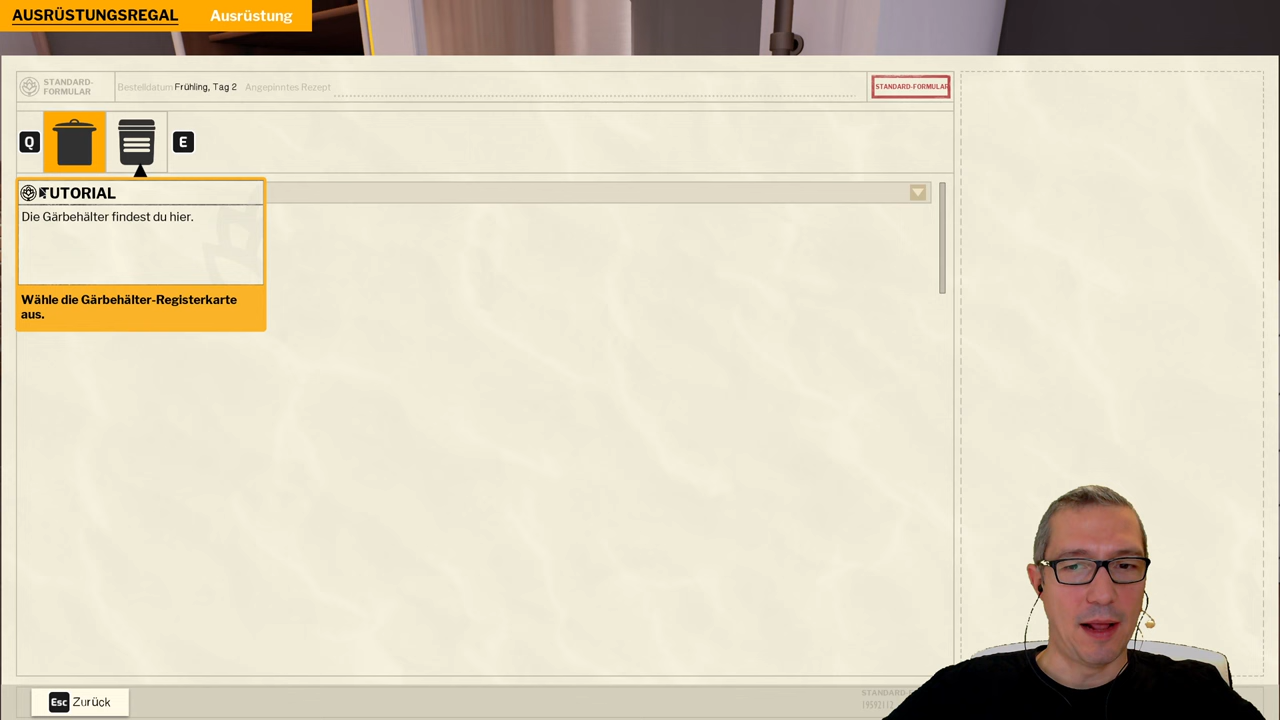 AUSRÜSTUNGSREGAL Ausrüstung
STANDARD-
FORMULAR
Bestelldatum Frühling, Tag 2 Angepinntes Rezept
STANDARD-FORMULAR
Q
E
TUTORIAL
Die Gärbehälter findest du hier.
Wähle die Gärbehälter-Registerkarte
aus.
Esc Zurück